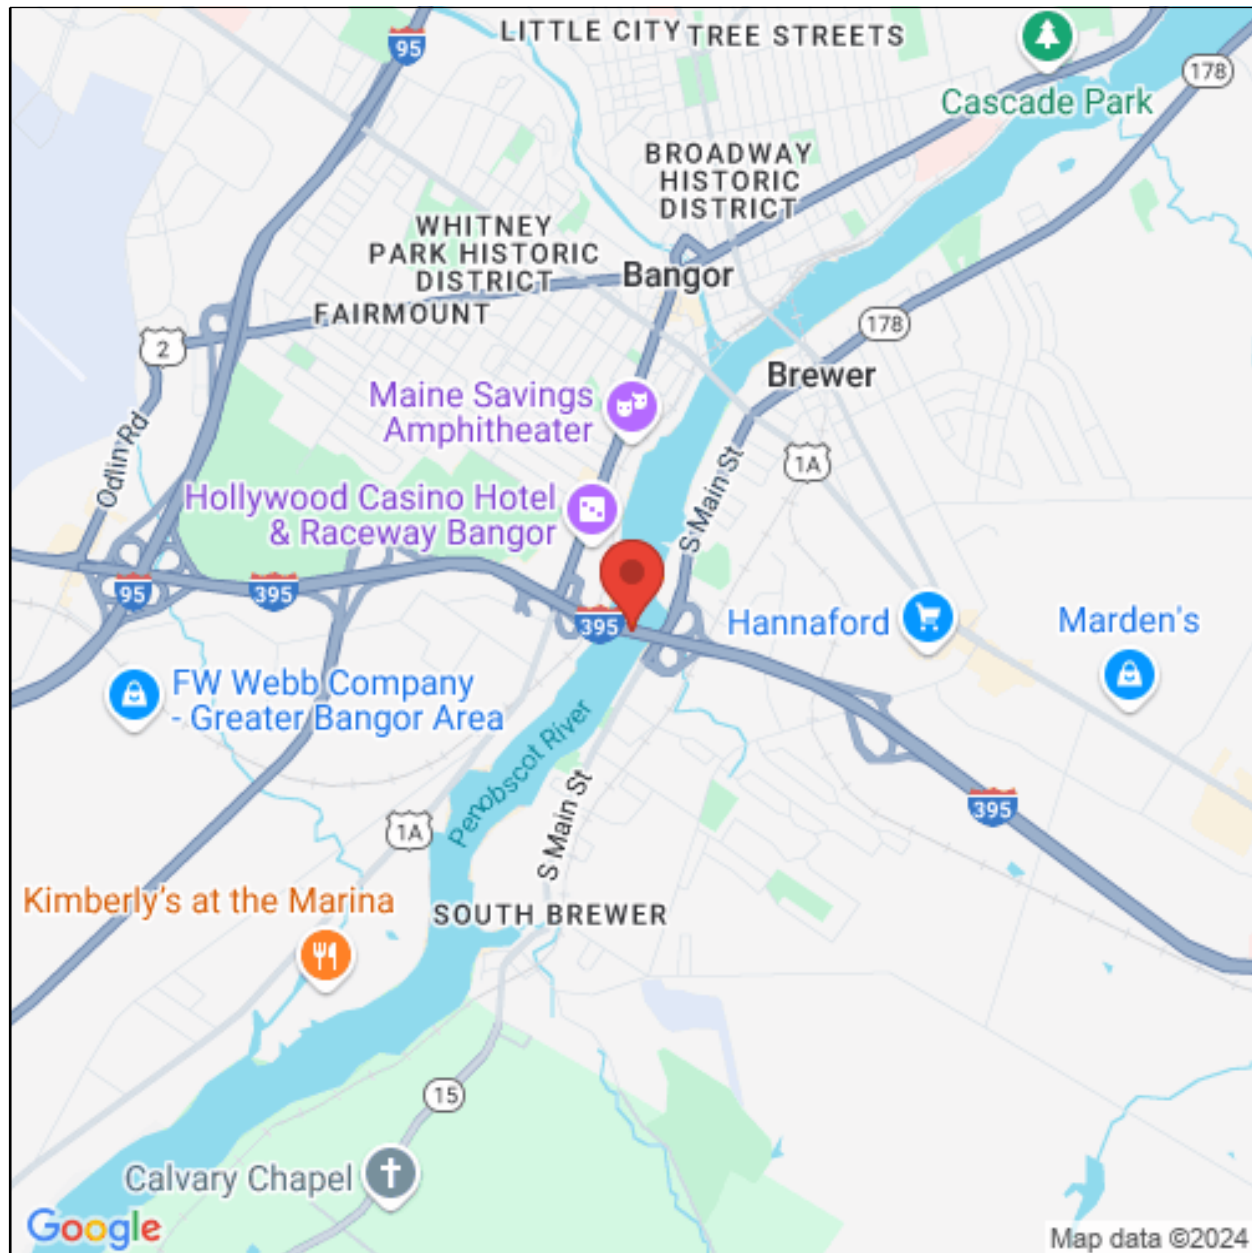 LITTLE CITY
TREE STREETS
95
178
Cascade Park
BROADWAY
HISTORIC
DISTRICT
WHITNEY
PARK HISTORIC
DISTRICT
Bangor
FAIRMOUNT
2
178
Brewer
Maine Savings
Amphitheater
Odlin Rd
1A
S Main St
Hollywood Casino Hotel
& Raceway Bangor
95
395
395
Hannaford
Marden's
FW Webb Company
- Greater Bangor Area
Penobscot River
395
1A
S Main St
Kimberly's at the Marina
SOUTH BREWER
15
Calvary Chapel
Google
Map data ©2024